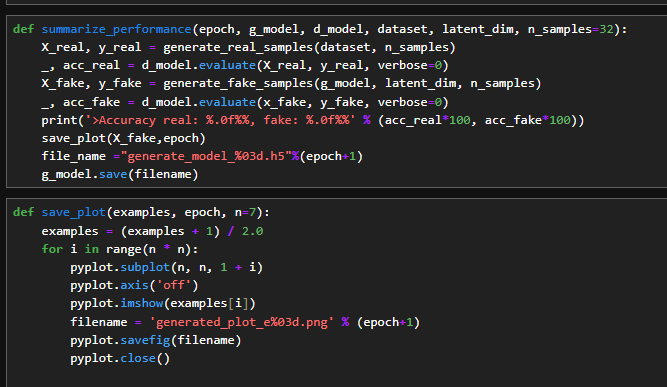 def summarize_performance(epoch, g_model, d_model, dataset, latent_dim, n_samples=32):
    X_real, y_real = generate_real_samples(dataset, n_samples)
    _, acc_real = d_model.evaluate(X_real, y_real, verbose=0)
    X_fake, y_fake = generate_fake_samples(g_model, latent_dim, n_samples)
    _, acc_fake = d_model.evaluate(x_fake, y_fake, verbose=0)
    print('>Accuracy real: %.0f%%, fake: %.0f%%' % (acc_real*100, acc_fake*100))
    save_plot(X_fake,epoch)
    file_name ="generate_model_%03d.h5"%(epoch+1)
    g_model.save(filename)
def save_plot(examples, epoch, n=7):
    examples = (examples + 1) / 2.0
    for i in range(n * n):
        pyplot.subplot(n, n, 1 + i)
        pyplot.axis('off')
        pyplot.imshow(examples[i])
        filename = 'generated_plot_e%03d.png' % (epoch+1)
        pyplot.savefig(filename)
        pyplot.close()